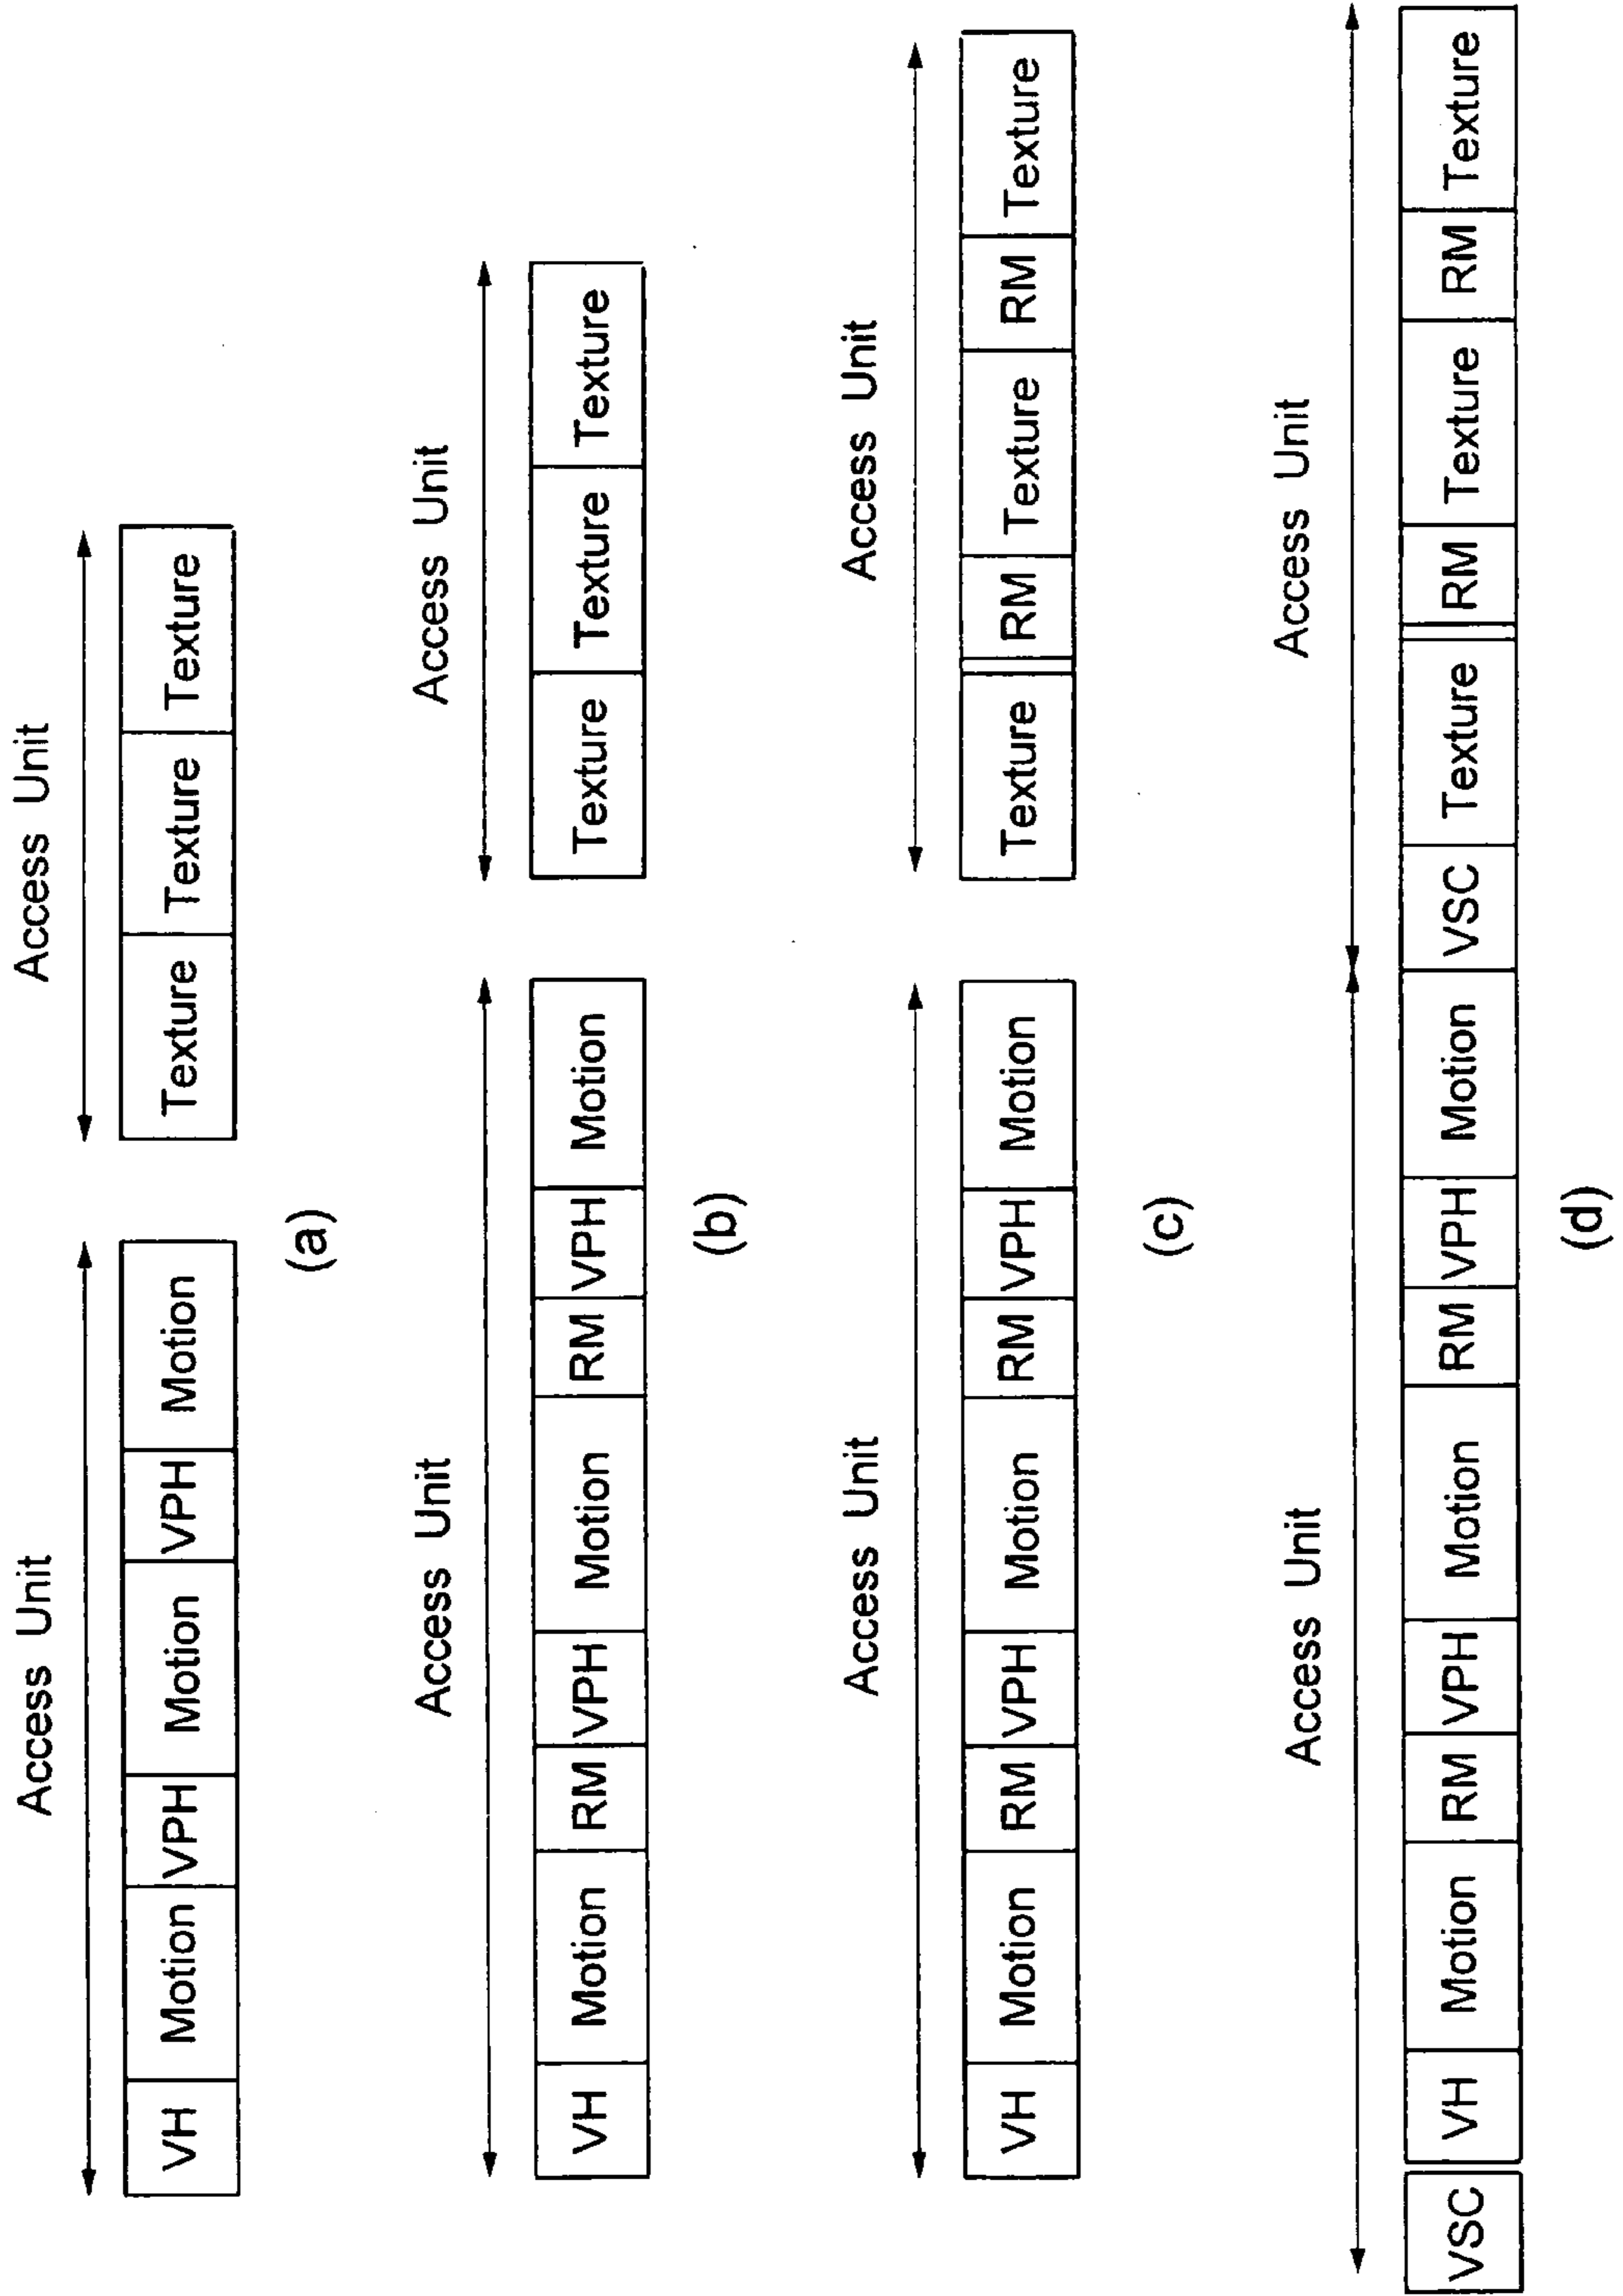 Access Unit Access Unit
VH Motion VPH Motion VPH Motion Texture Texture Texture
(a)
Access Unit Access Unit
VH Motion RM VPH Motion RM VPH Motion Texture Texture Texture
(b)
Access Unit Access Unit
VH Motion RM VPH Motion RM VPH Motion Texture RM Texture RM Texture
(c)
Access Unit Access Unit
VSC VH Motion RM VPH Motion RM VPH Motion VSC Texture RM Texture RM Texture
(d)